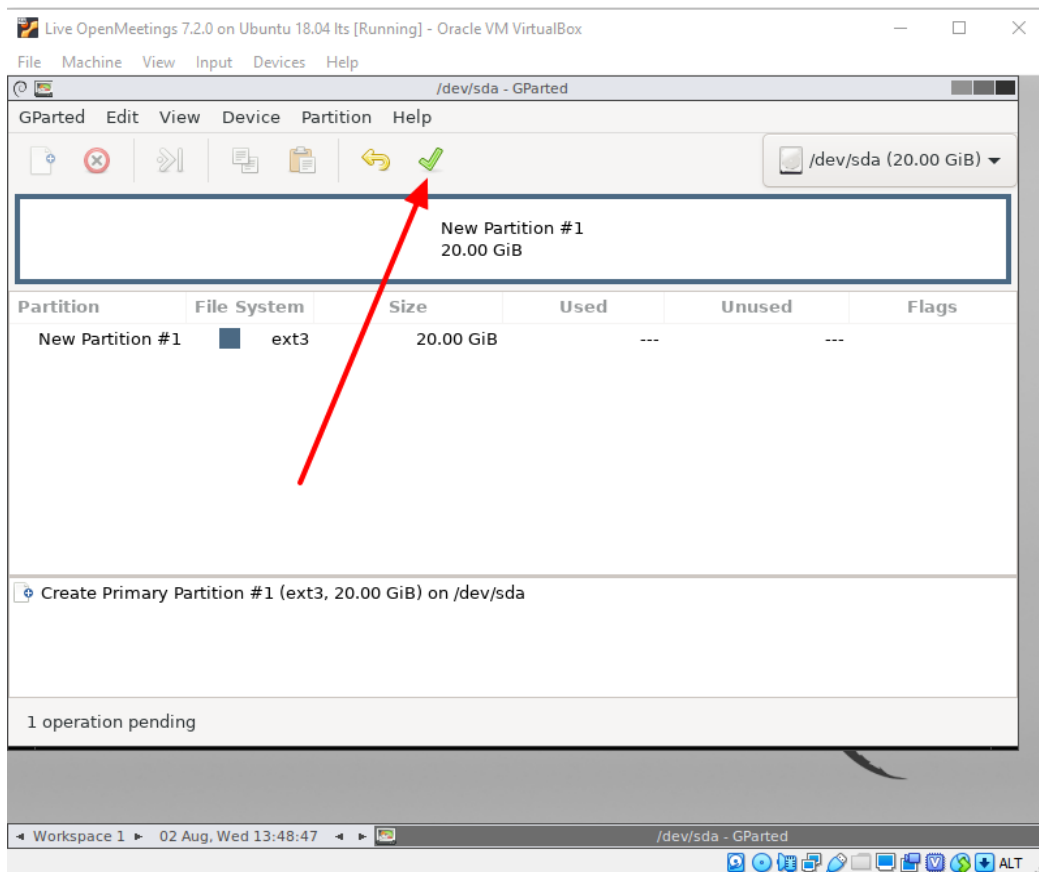 Live OpenMeetings 7.2.0 on Ubuntu 18.04 lts [Running] - Oracle VM VirtualBox
File Machine View Input Devices Help
/dev/sda - GParted
GParted Edit View Device Partition Help
/dev/sda (20.00 GiB)
New Partition #1
20.00 GiB
Partition File System Size Used Unused Flags
New Partition #1 ext3 20.00 GiB --- ---
Create Primary Partition #1 (ext3, 20.00 GiB) on /dev/sda
1 operation pending
Workspace 1 02 Aug, Wed 13:48:47 /dev/sda - GParted
ALT